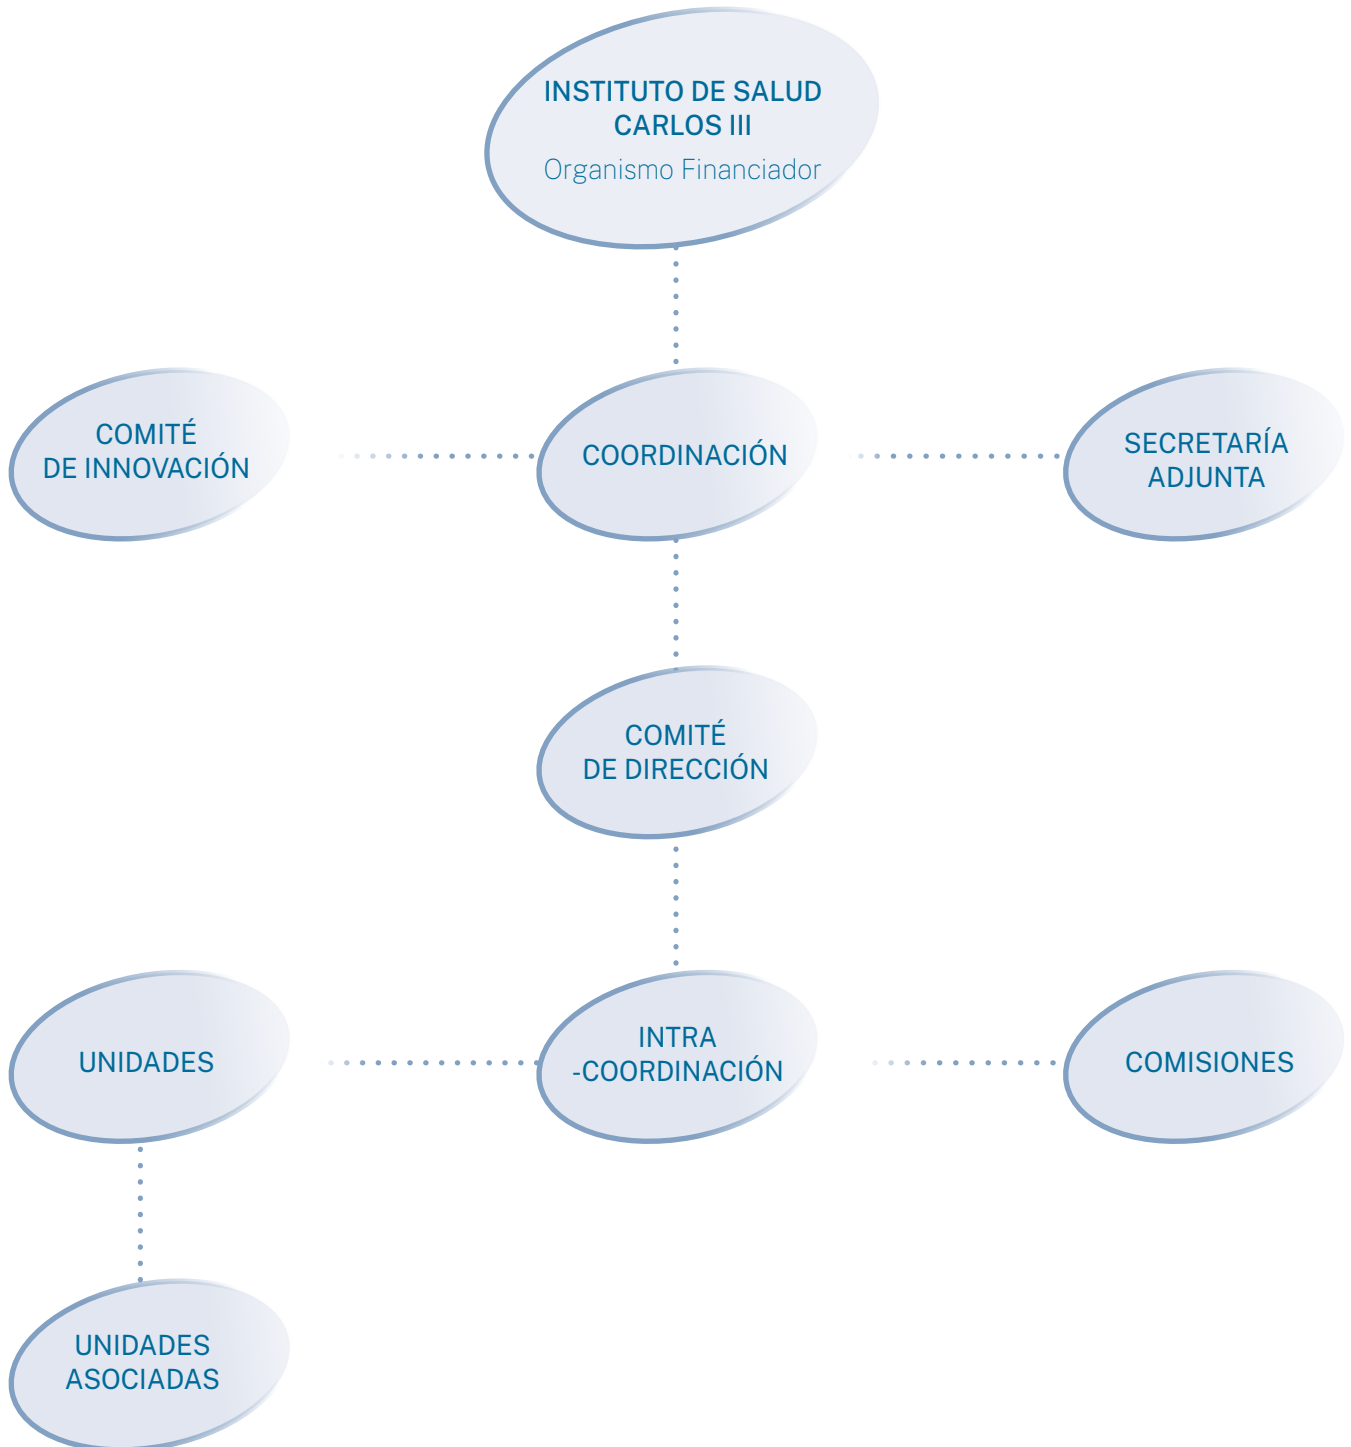 INSTITUTO DE SALUD
CARLOS III
Organismo Financiador
COMITÉ
DE INNOVACIÓN
COORDINACIÓN
SECRETARÍA
ADJUNTA
COMITÉ
DE DIRECCIÓN
UNIDADES
INTRA
-COORDINACIÓN
COMISIONES
UNIDADES
ASOCIADAS